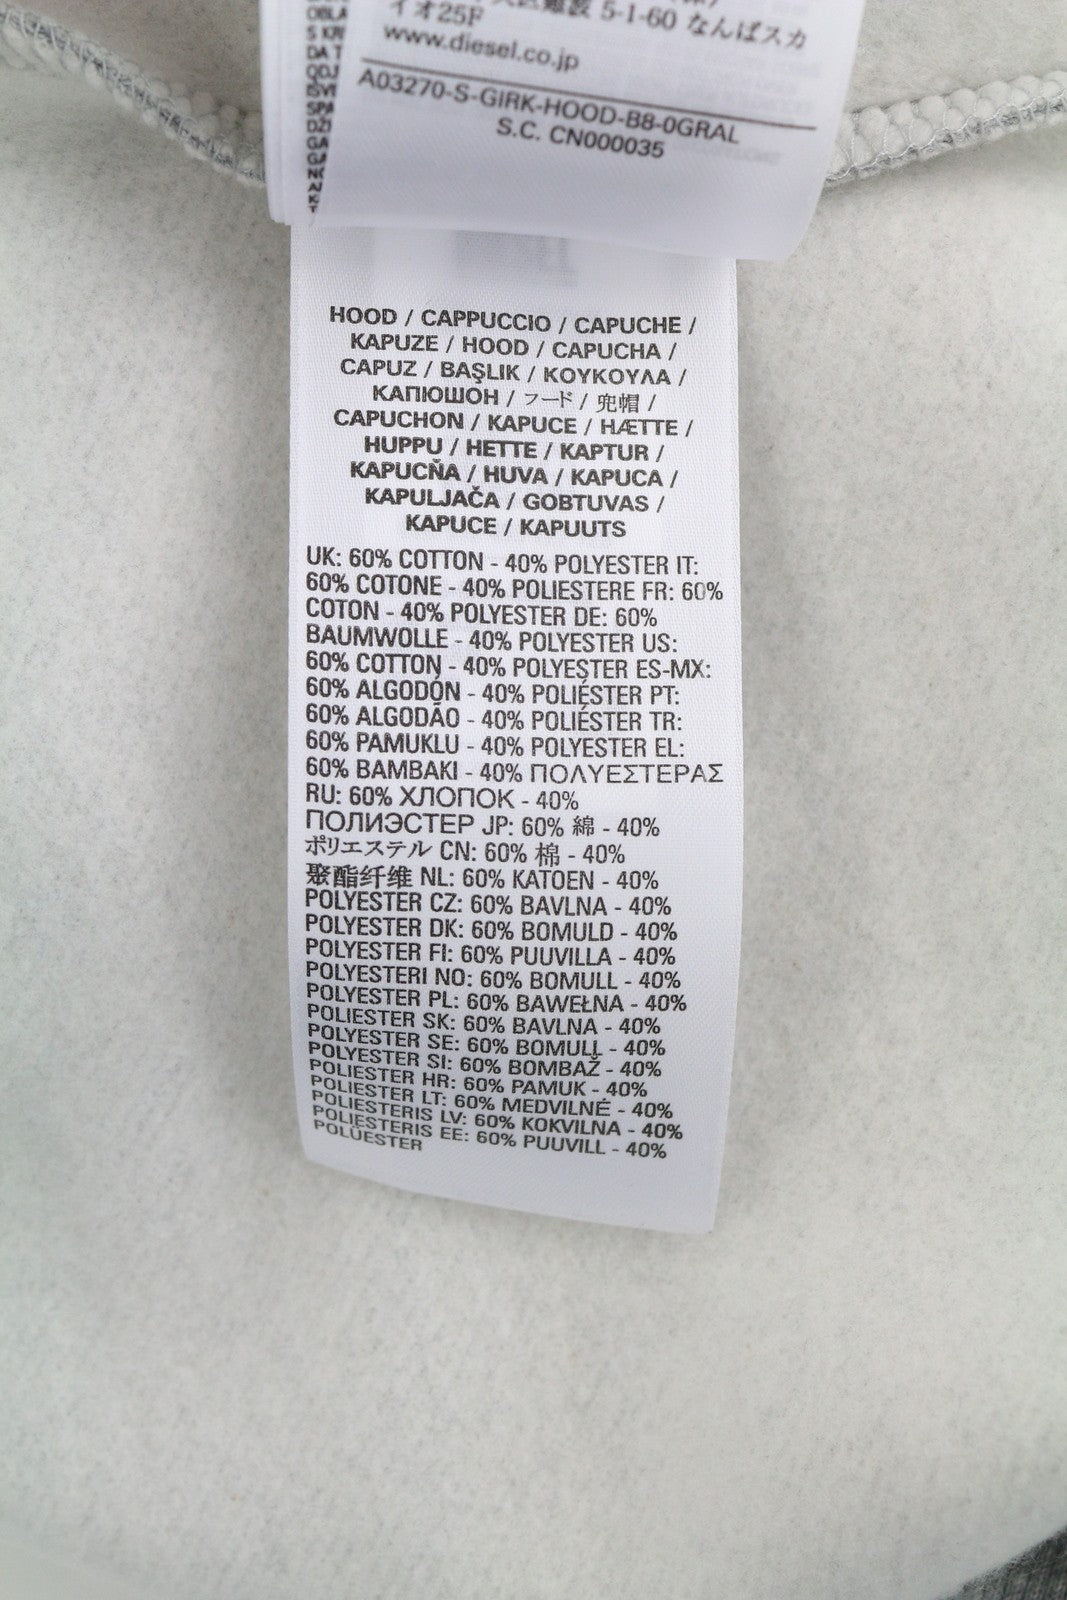 5-1-60 なんばスカ
イオ25F
www.diesel.co.jp
A03270-S-GIRK-HOOD-B8-0GRAL
S.C. CN000035
HOOD / CAPPUCCIO / CAPUCHE /
KAPUZE / HOOD / CAPUCHA /
CAPUZ / BAŞLIK / ΚΟΥΚΟΥΛΑ /
КАПЮШОН / フード / 兜帽 /
CAPUCHON / KAPUCE / HÆTTE /
HUPPU / HETTE / KAPTUR /
KAPUCŇA / HUVA / KAPUCA /
KAPULJAČA / GOBTUVAS /
KAPUCE / KAPUUTS
UK: 60% COTTON - 40% POLYESTER IT:
60% COTONE - 40% POLIESTERE FR: 60%
COTON - 40% POLYESTER DE: 60%
BAUMWOLLE - 40% POLYESTER US:
60% COTTON - 40% POLYESTER ES-MX:
60% ALGODÓN - 40% POLIÉSTER PT:
60% ALGODÃO - 40% POLIÉSTER TR:
60% PAMUKLU - 40% POLYESTER EL:
60% ΒΑΜΒΑΚΙ - 40% ΠΟΛΥΕΣΤΕΡΑΣ
RU: 60% ХЛОПОК - 40%
ПОЛИЭСТЕР JP: 60% 綿 - 40%
ポリエステル CN: 60% 棉 - 40%
聚酯纤维 NL: 60% KATOEN - 40%
POLYESTER CZ: 60% BAVLNA - 40%
POLYESTER DK: 60% BOMULD - 40%
POLYESTER FI: 60% PUUVILLA - 40%
POLYESTERI NO: 60% BOMULL - 40%
POLYESTER PL: 60% BAWEŁNA - 40%
POLIESTER SK: 60% BAVLNA - 40%
POLYESTER SE: 60% BOMULL - 40%
POLYESTER SI: 60% BOMBAŽ - 40%
POLIESTER HR: 60% PAMUK - 40%
POLIESTER LT: 60% MEDVILNĖ - 40%
POLIESTERIS LV: 60% KOKVILNA - 40%
POLIESTERIS EE: 60% PUUVILL - 40%
POLÜESTER